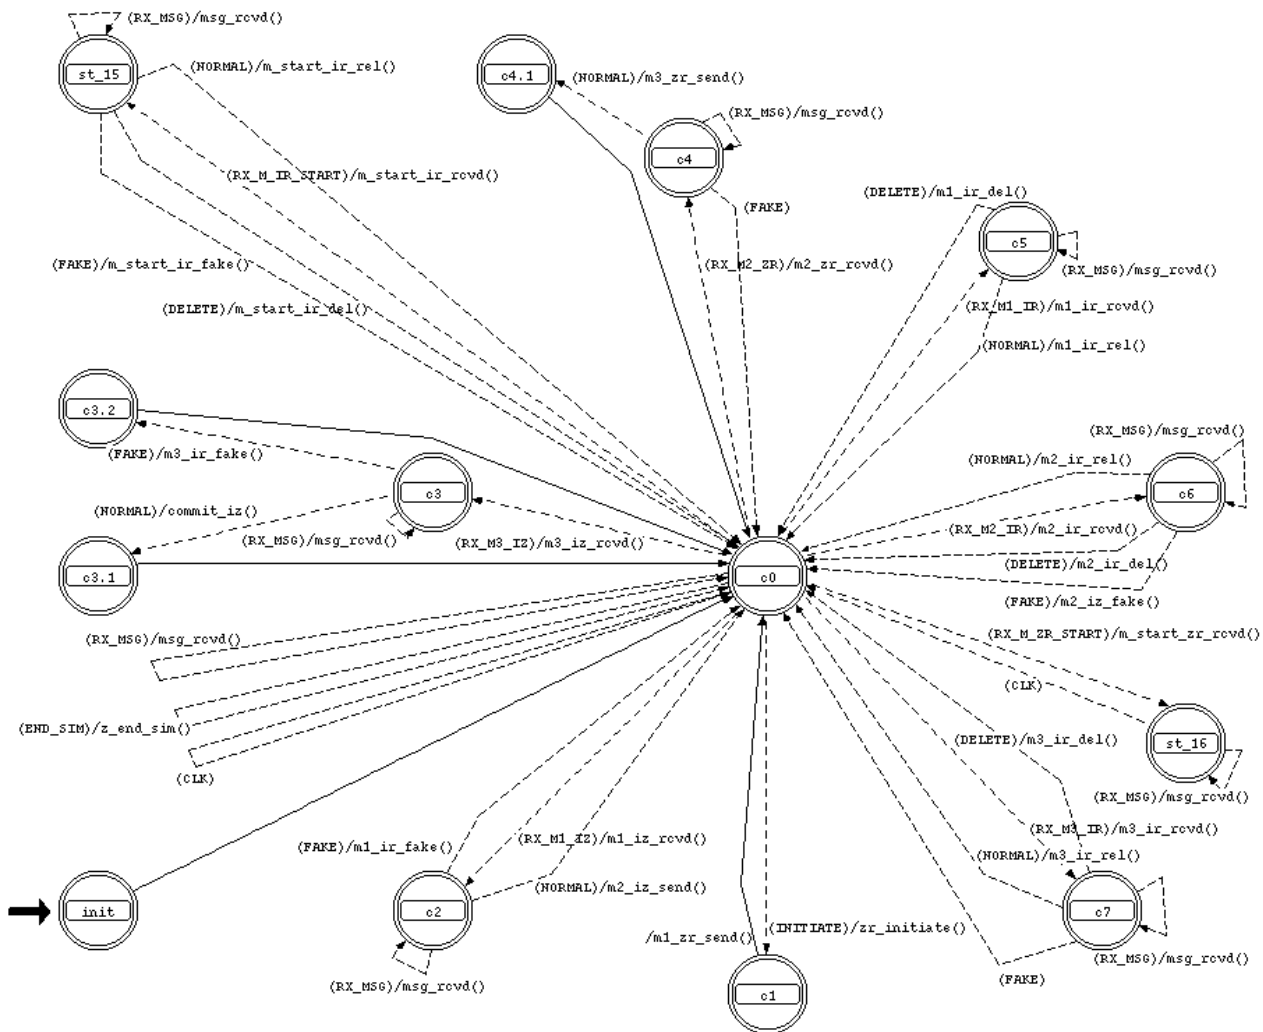 (RX_MSG)/msg_rcvd()
st_15
(NORMAL)/m_start_ir_rel()
c4.1
(NORMAL)/m3_zr_send()
(RX_MSG)/msg_rcvd()
c4
(RX_M_IR_START)/m_start_ir_rcvd()
(DELETE)/m1_ir_del()
(FAKE)
c5
(FAKE)/m_start_ir_fake()
(RX_M2_ZR)/m2_zr_rcvd()
(RX_MSG)/msg_rcvd()
(DELETE)/m_start_ir_del()
(RX_M1_IR)/m1_ir_rcvd()
(NORMAL)/m1_ir_rel()
c3.2
(RX_MSG)/msg_rcvd()
(FAKE)/m3_ir_fake()
(NORMAL)/m2_ir_rel()
c3
c6
(NORMAL)/commit_iz()
(RX_MSG)/msg_rcvd()
(RX_M3_IZ)/m3_iz_rcvd()
(RX_M2_IR)/m2_ir_rcvd()
c3.1
c0
(DELETE)/m2_ir_del()
(FAKE)/m2_iz_fake()
(RX_MSG)/msg_rcvd()
(RX_M_ZR_START)/m_start_zr_rcvd()
(CLK)
(END_SIM)/z_end_sim()
(DELETE)/m3_ir_del()
st_16
(CLK)
(RX_MSG)/msg_rcvd()
(FAKE)/m1_ir_fake()
(RX_M1_IZ)/m1_iz_rcvd()
(RX_M3_IR)/m3_ir_rcvd()
(NORMAL)/m3_ir_rel()
(NORMAL)/m2_iz_send()
init
c2
c7
/m1_zr_send()
(INITIATE)/zr_initiate()
(RX_MSG)/msg_rcvd()
(RX_MSG)/msg_rcvd()
(FAKE)
c1